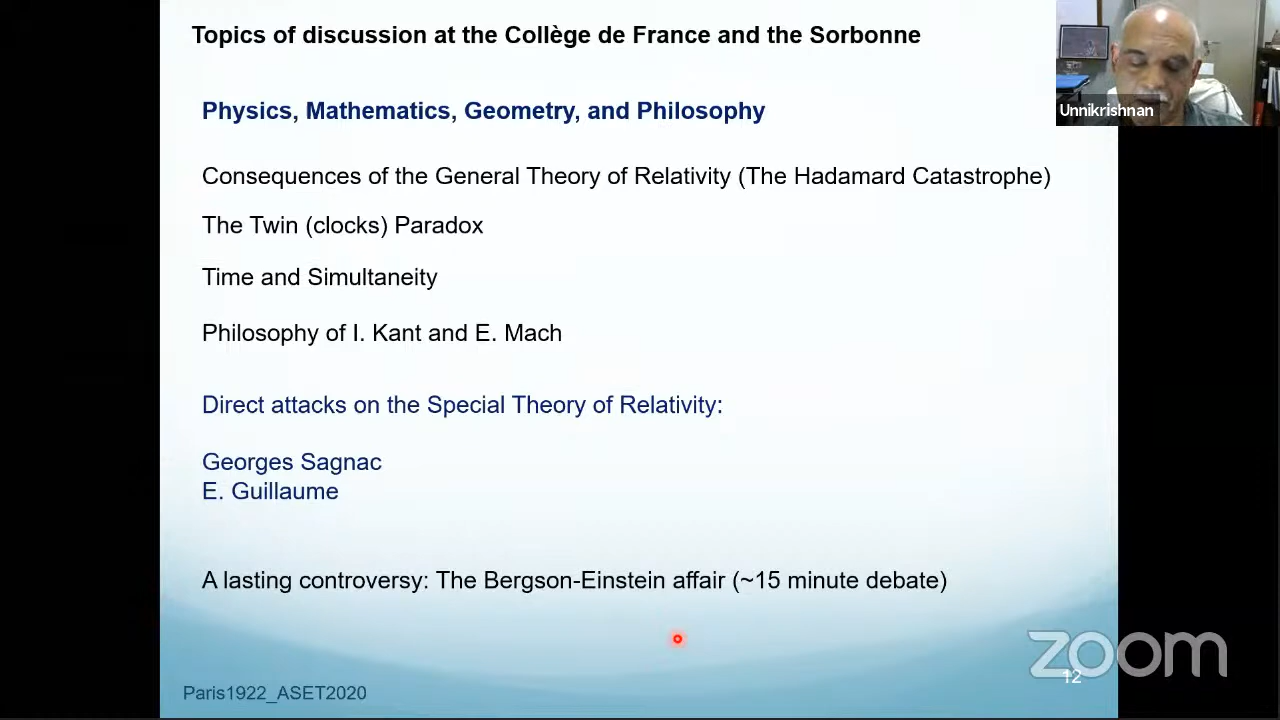 Topics of discussion at the Collège de France and the Sorbonne
Unnikrishnan
Physics, Mathematics, Geometry, and Philosophy
Consequences of the General Theory of Relativity (The Hadamard Catastrophe)
The Twin (clocks) Paradox
Time and Simultaneity
Philosophy of I. Kant and E. Mach
Direct attacks on the Special Theory of Relativity:
Georges Sagnac
E. Guillaume
A lasting controversy: The Bergson-Einstein affair (~15 minute debate)
zoom
12
Paris1922_ASET2020